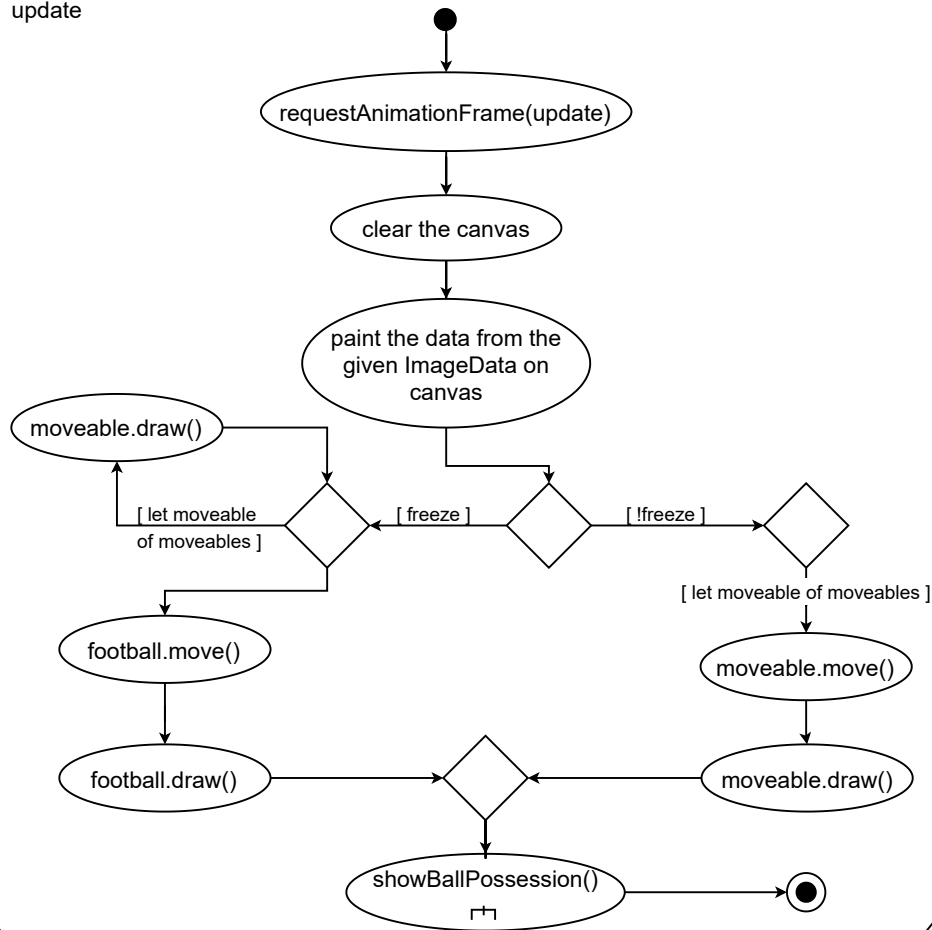 update
requestAnimationFrame(update)
clear the canvas
paint the data from the
given ImageData on
canvas
moveable.draw()
[ let moveable
of moveables ]
[ freeze ]
[ !freeze ]
[ let moveable of moveables ]
football.move()
moveable.move()
football.draw()
moveable.draw()
showBallPossession()